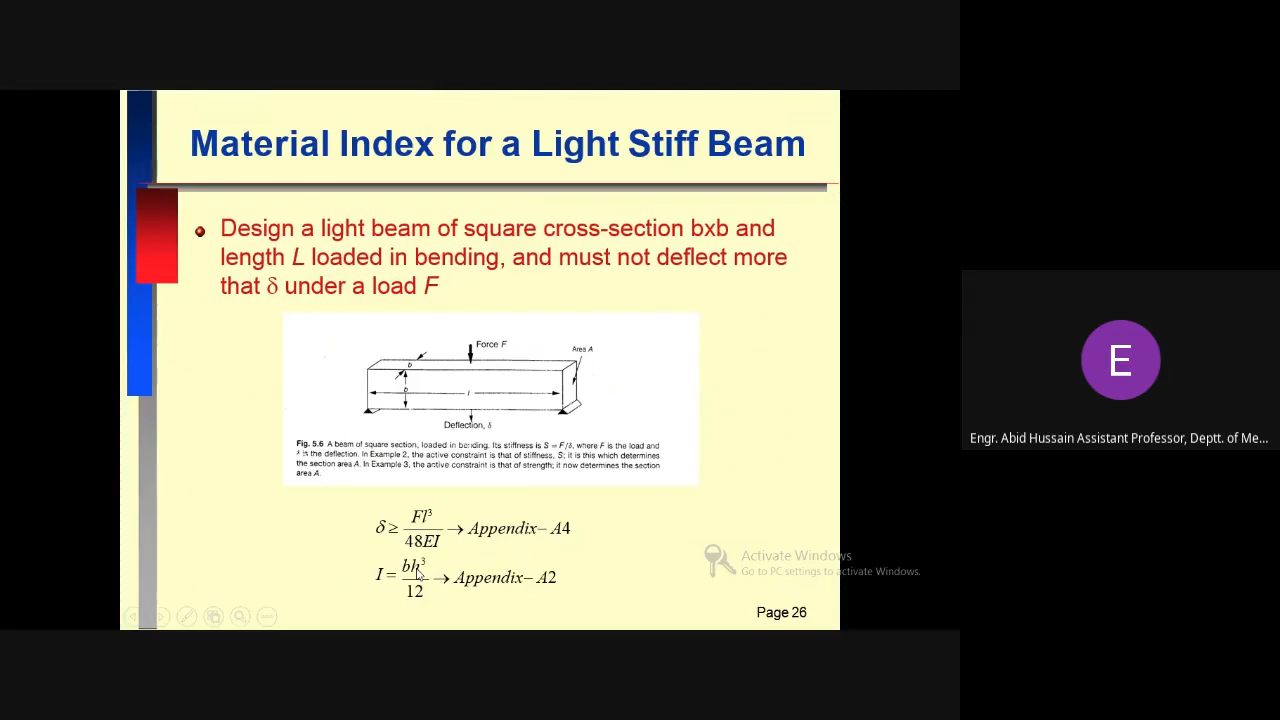 Material Index for a Light Stiff Beam
Design a light beam of square cross-section bxb and
length L loaded in bending, and must not deflect more
that δ under a load F
Force F
Area A
b
b
l
Deflection, δ
Fig. 5.6 A beam of square section, loaded in bending. Its stiffness is S = F/δ, where F is the load and
δ is the deflection. In Example 2, the active constraint is that of stiffness, S; it is this which determines
the section area A. In Example 3, the active constraint is that of strength; it now determines the section
area A.
δ ≥ Fl³/48EI → Appendix – A4
I = bh³/12 → Appendix – A2
Activate Windows
Go to PC settings to activate Windows.
Page 26
E
Engr. Abid Hussain Assistant Professor, Deptt. of Me...